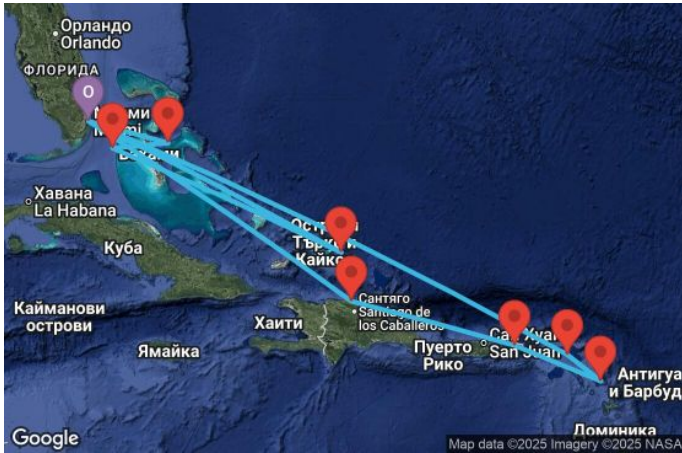 Орландо
Orlando
ФЛОРИДА
O
Хавана
La Habana
Куба
Кайманови
острови
Ямайка
Хаити
Сантяго
Santiago de
los Caballeros
Пуерто
Рико
San Juan
Антигуа
и Барбуд
Доминика
Google
Map data ©2025 Imagery ©2025 NASA